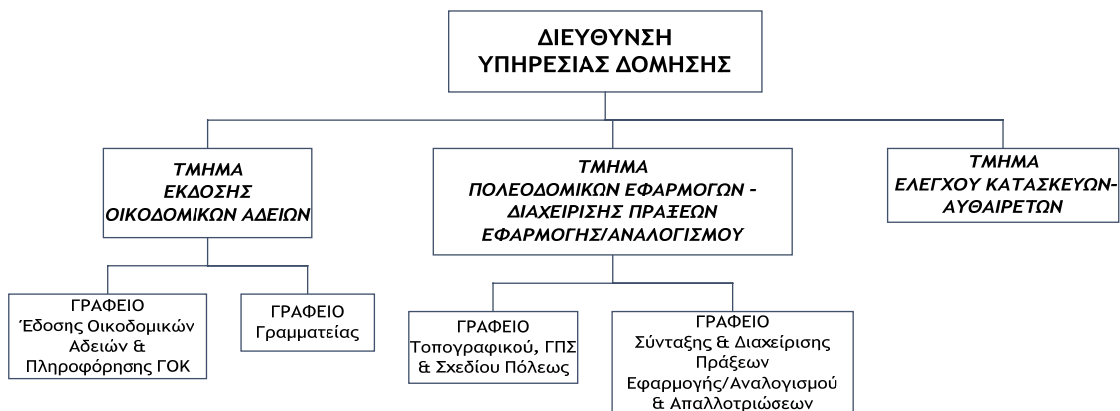 ΔΙΕΥΘΥΝΣΗ
ΥΠΗΡΕΣΙΑΣ ΔΟΜΗΣΗΣ
ΤΜΗΜΑ
ΕΚΔΟΣΗΣ
ΟΙΚΟΔΟΜΙΚΩΝ ΑΔΕΙΩΝ
ΤΜΗΜΑ
ΠΟΛΕΟΔΟΜΙΚΩΝ ΕΦΑΡΜΟΓΩΝ –
ΔΙΑΧΕΙΡΙΣΗΣ ΠΡΑΞΕΩΝ
ΕΦΑΡΜΟΓΗΣ/ΑΝΑΛΟΓΙΣΜΟΥ
ΤΜΗΜΑ
ΕΛΕΓΧΟΥ ΚΑΤΑΣΚΕΥΩΝ-
ΑΥΘΑΙΡΕΤΩΝ
ΓΡΑΦΕΙΟ
Έδοσης Οικοδομικών
Αδειών &
Πληροφόρησης ΓΟΚ
ΓΡΑΦΕΙΟ
Γραμματείας
ΓΡΑΦΕΙΟ
Τοπογραφικού, ΓΠΣ
& Σχεδίου Πόλεως
ΓΡΑΦΕΙΟ
Σύνταξης & Διαχείρισης
Πράξεων
Εφαρμογής/Αναλογισμού
& Απαλλοτριώσεων